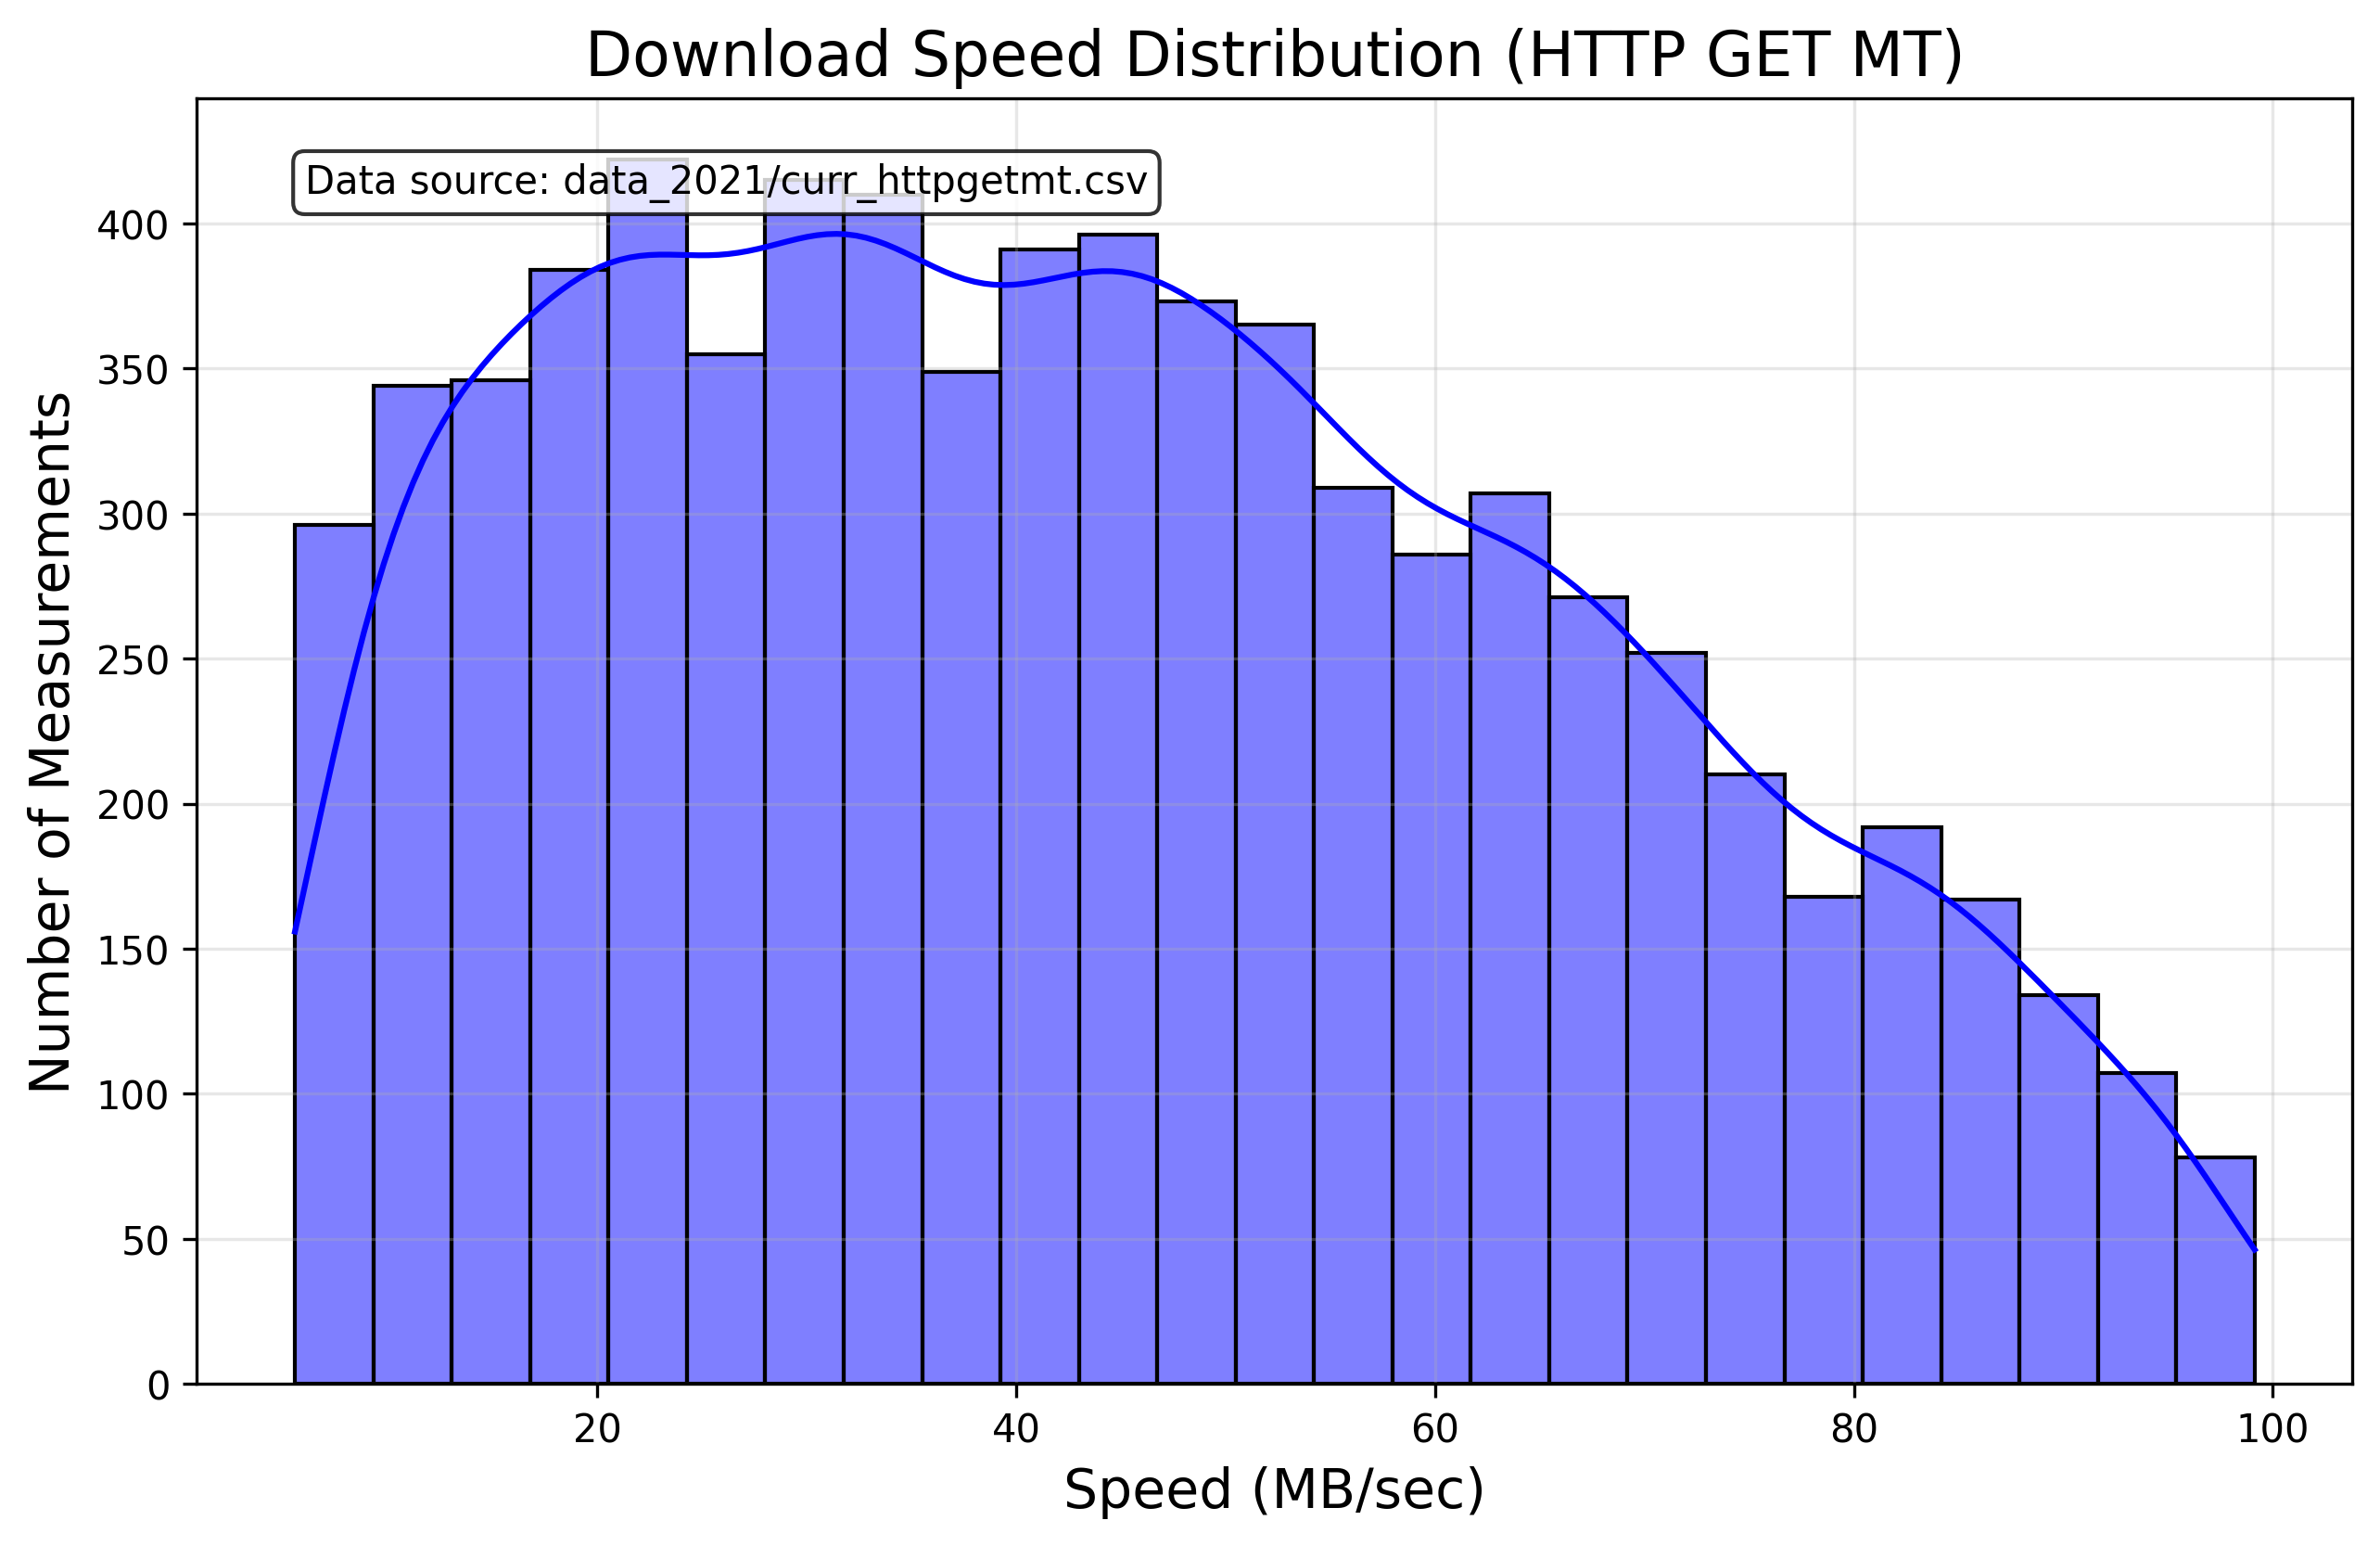 Download Speed Distribution (HTTP GET MT)
Data source: data_2021/curr_httpgetmt.csv
Number of Measurements
400
350
300
250
200
150
100
50
0
20 40 60 80 100
Speed (MB/sec)